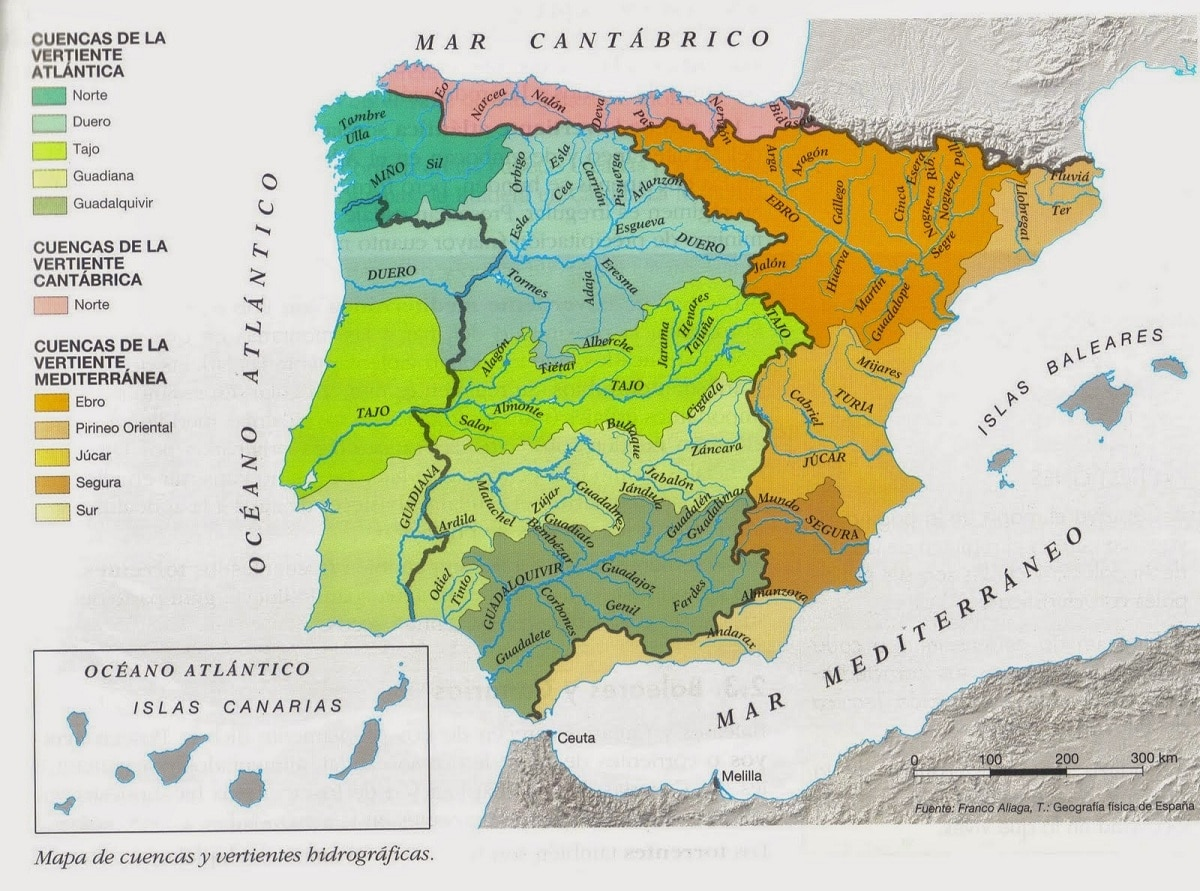 MAR CANTÁBRICO
CUENCAS DE LA
VERTIENTE
ATLÁNTICA
Norte
Duero
Tajo
Guadiana
Guadalquivir
CUENCAS DE LA
VERTIENTE
CANTÁBRICA
Norte
CUENCAS DE LA
VERTIENTE
MEDITERRÁNEA
Ebro
Pirineo Oriental
Júcar
Segura
Sur
OCÉANO ATLÁNTICO
Eo
Narcea
Nalón
Deva
Pas
Nervión
Bidasoa
Tambre
Ulla
MIÑO
Sil
Órbigo
Esla
Cea
Carrión
Pisuerga
Arlanzón
Esla
Esgueva
DUERO
DUERO
Tormes
Adaja
Eresma
Arga
Aragón
EBRO
Gállego
Cinca
Esera
Noguera Rib.
Noguera Pall
Segre
Jalón
Huerva
Martín
Guadalope
Llobregat
Fluviá
Ter
Alagón
Tiétar
Alberche
Jarama
Henares
Tajuña
TAJO
TAJO
TAJO
Almonte
Salor
Cigüela
Bullaque
Záncara
Jabalón
GUADIANA
Ardila
Matachel
Zújar
Guadalmez
Jándula
Guadalén
Guadalimar
Guadiato
Bembézar
Odiel
Tinto
GUADALQUIVIR
Corbones
Guadajoz
Genil
Fardes
Guadalete
Mijares
TURIA
Cabriel
JÚCAR
Mundo
SEGURA
Almanzora
Andarax
ISLAS BALEARES
MAR MEDITERRÁNEO
OCÉANO ATLÁNTICO
ISLAS CANARIAS
Ceuta
Melilla
0 100 200 300 km
Fuente: Franco Aliaga, T.: Geografía física de España
Mapa de cuencas y vertientes hidrográficas.